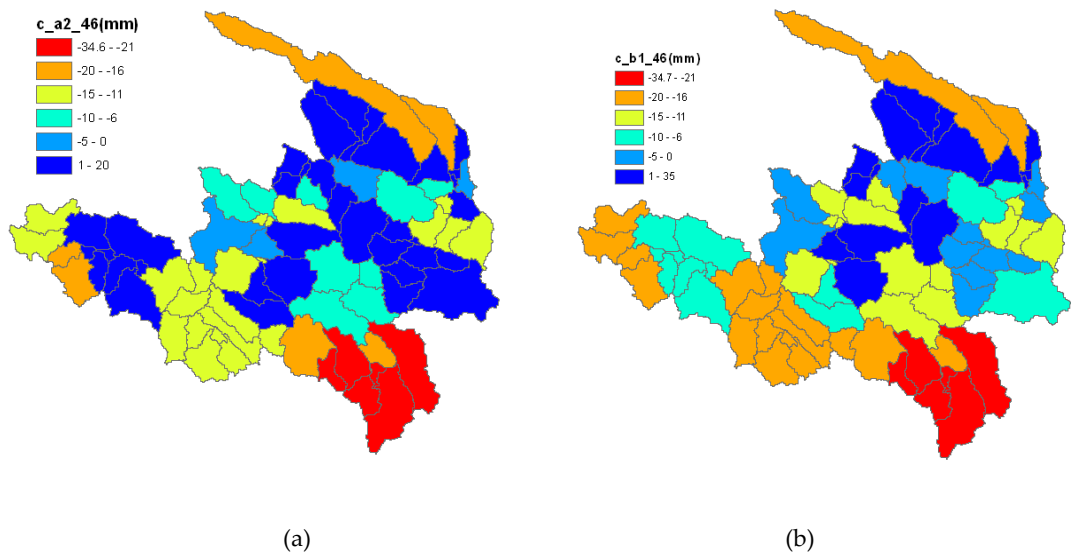 c_a2_46(mm)
-34.6 - -21
-20 - -16
-15 - -11
-10 - -6
-5 - 0
1 - 20
c_b1_46(mm)
-34.7 - -21
-20 - -16
-15 - -11
-10 - -6
-5 - 0
1 - 35
(a)
(b)